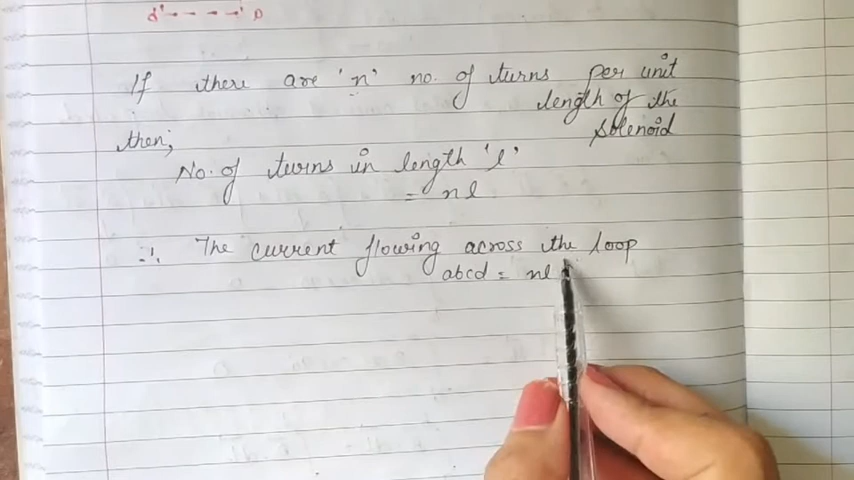 d'- - - -' D
If there are 'n' no. of turns per unit
length of the
solenoid
then;
No. of turns in length 'l'
= nl
∴ The current flowing across the loop
abcd = nl